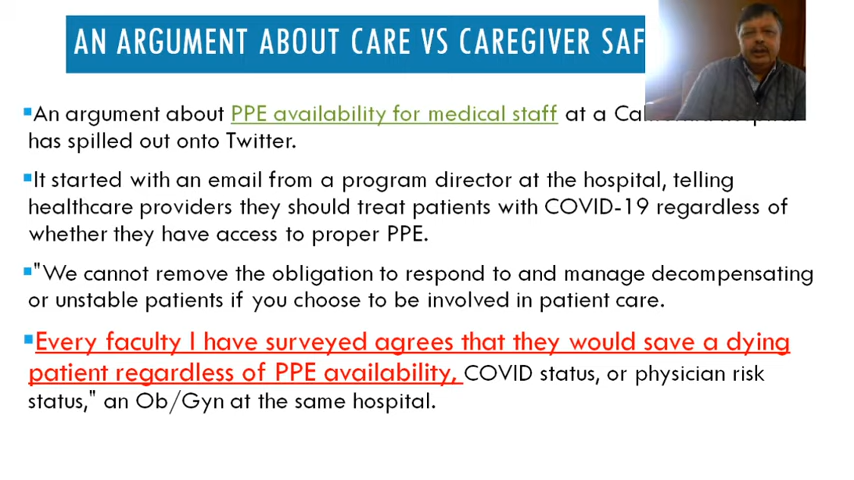 AN ARGUMENT ABOUT CARE VS CAREGIVER SAF
▪An argument about PPE availability for medical staff at a
has spilled out onto Twitter.
▪It started with an email from a program director at the hospital, telling
healthcare providers they should treat patients with COVID-19 regardless of
whether they have access to proper PPE.
▪"We cannot remove the obligation to respond to and manage decompensating
or unstable patients if you choose to be involved in patient care.
▪Every faculty I have surveyed agrees that they would save a dying
patient regardless of PPE availability, COVID status, or physician risk
status," an Ob/Gyn at the same hospital.